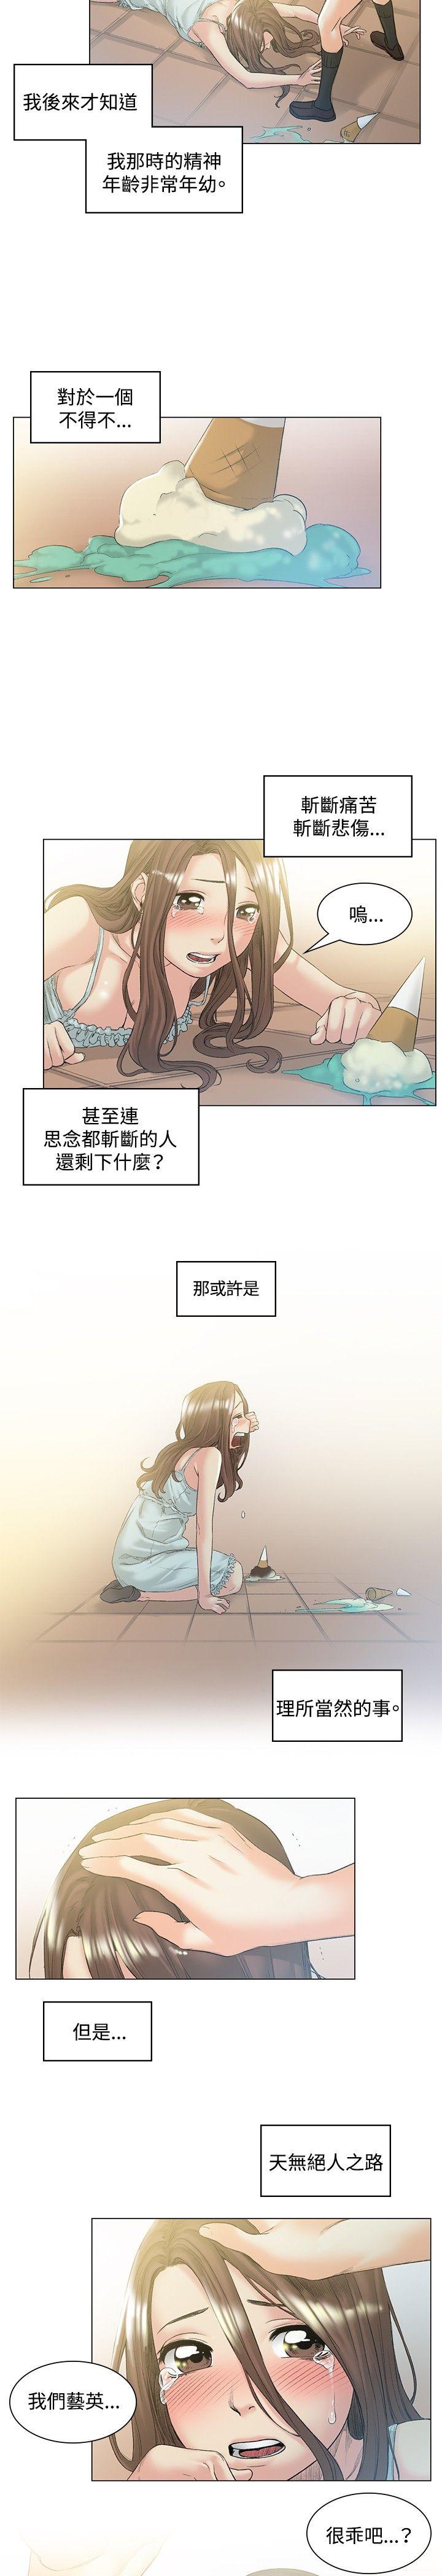 我後來才知道
我那時的精神
年齡非常年幼。
對於一個
不得不...
斬斷痛苦
斬斷悲傷...
嗚...
甚至連
思念都斬斷的人
還剩下什麼？
那或許是
理所當然的事。
但是...
天無絕人之路
我們藝英...
很乖吧...？